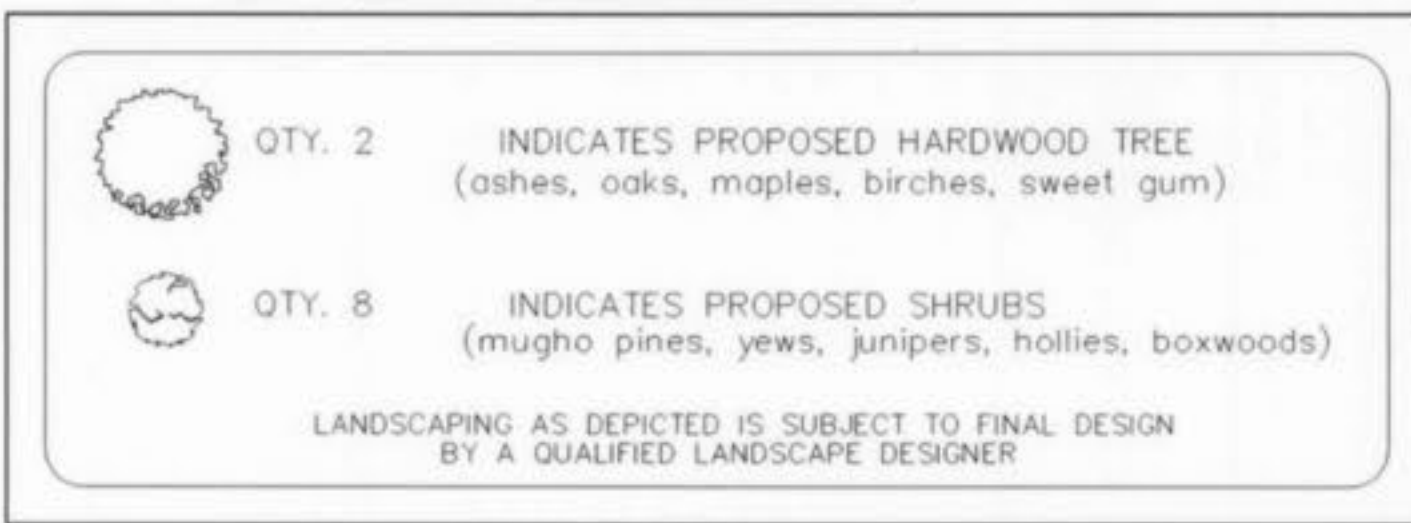 QTY. 2 INDICATES PROPOSED HARDWOOD TREE
(ashes, oaks, maples, birches, sweet gum)
QTY. 8 INDICATES PROPOSED SHRUBS
(mugho pines, yews, junipers, hollies, boxwoods)
LANDSCAPING AS DEPICTED IS SUBJECT TO FINAL DESIGN
BY A QUALIFIED LANDSCAPE DESIGNER